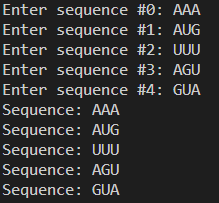 Enter sequence #0: AAA
Enter sequence #1: AUG
Enter sequence #2: UUU
Enter sequence #3: AGU
Enter sequence #4: GUA
Sequence: AAA
Sequence: AUG
Sequence: UUU
Sequence: AGU
Sequence: GUA